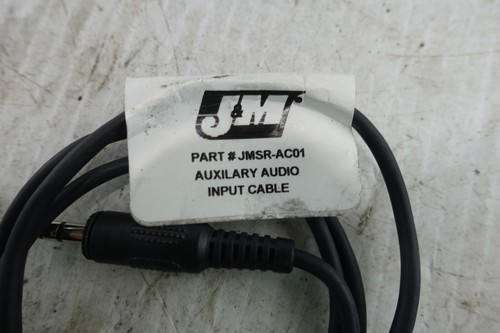 J&M
PART # JMSR-AC01
AUXILARY AUDIO
INPUT CABLE